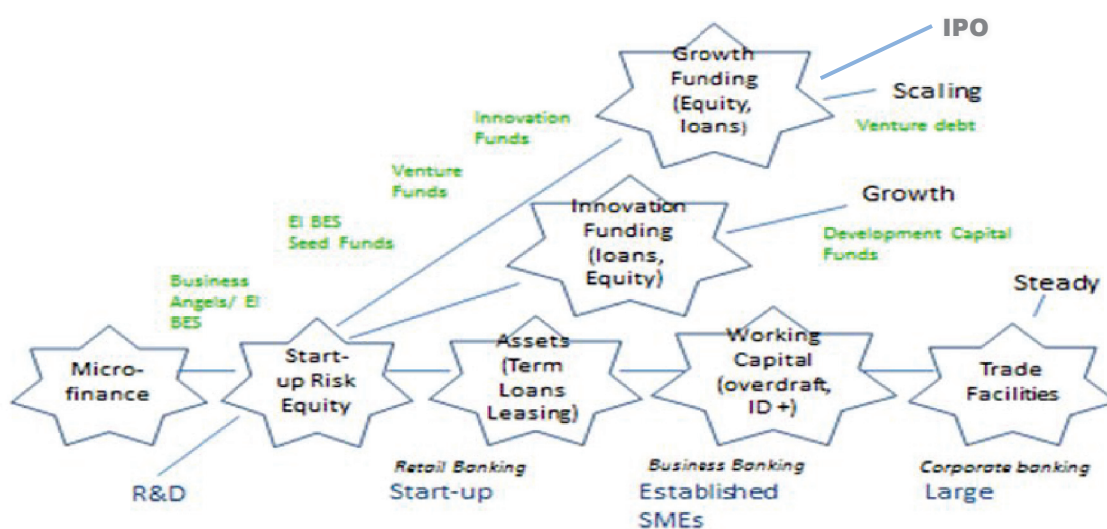 IPO
Growth
Funding
(Equity,
loans)
Scaling
Venture debt
Innovation
Funds
Venture
Funds
Growth
Development Capital
Funds
Innovation
Funding
(loans,
Equity)
EI BES
Seed Funds
Business
Angels/ EI
BES
Steady
Micro-
finance
Start-
up Risk
Equity
Assets
(Term
Loans
Leasing)
Working
Capital
(overdraft,
ID +)
Trade
Facilities
R&D
Retail Banking
Start-up
Business Banking
Established
SMEs
Corporate banking
Large